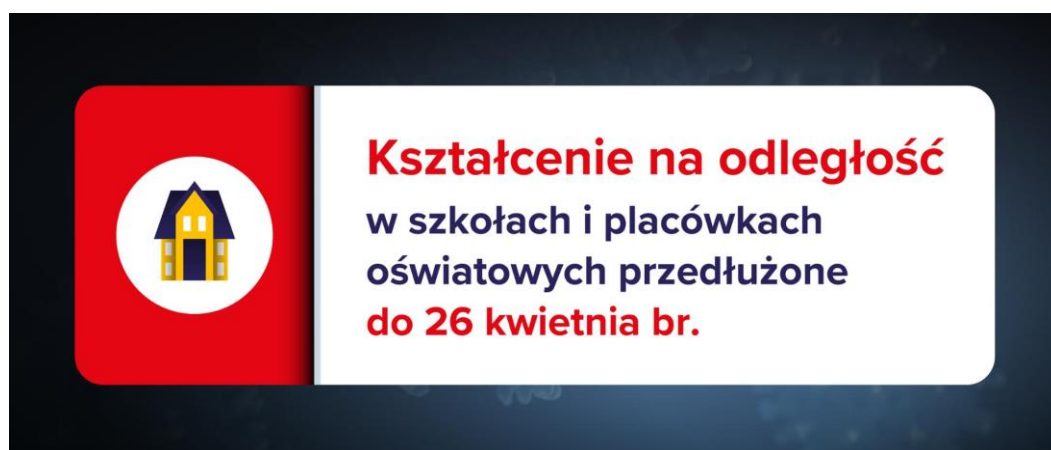 Kształcenie na odległość
w szkołach i placówkach
oświatowych przedłużone
do 26 kwietnia br.